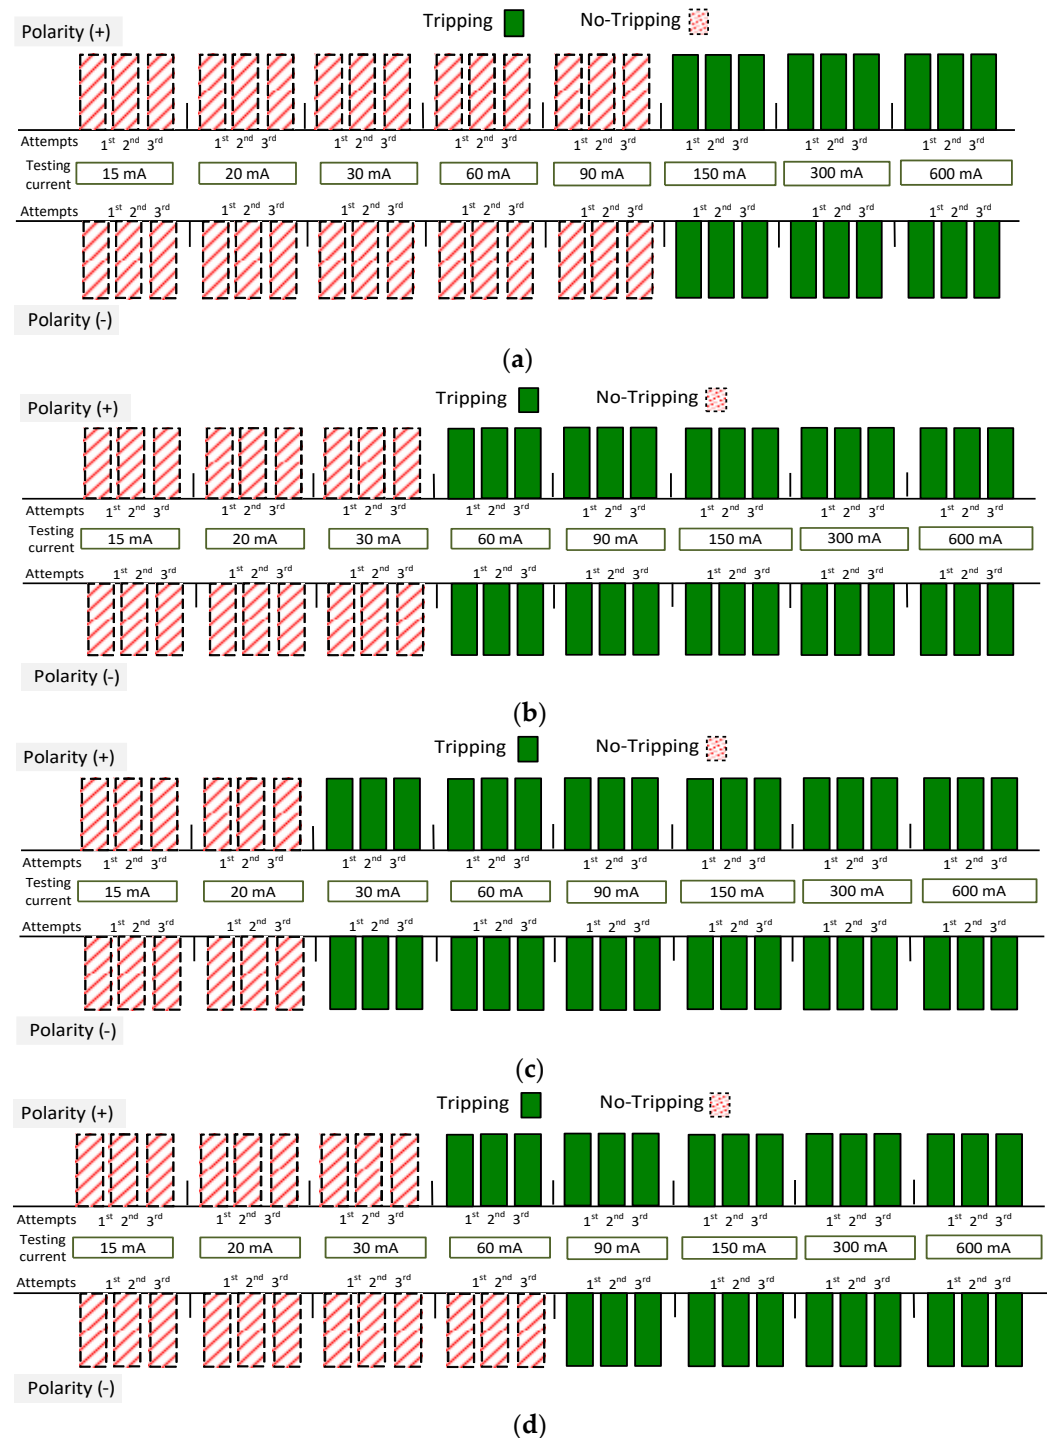 Tripping No-Tripping
Polarity (+)
Attempts 1st 2nd 3rd 1st 2nd 3rd 1st 2nd 3rd 1st 2nd 3rd 1st 2nd 3rd 1st 2nd 3rd 1st 2nd 3rd 1st 2nd 3rd
Testing current 15 mA 20 mA 30 mA 60 mA 90 mA 150 mA 300 mA 600 mA
Attempts 1st 2nd 3rd 1st 2nd 3rd 1st 2nd 3rd 1st 2nd 3rd 1st 2nd 3rd 1st 2nd 3rd 1st 2nd 3rd 1st 2nd 3rd
Polarity (-)
(a)
Tripping No-Tripping
Polarity (+)
Attempts 1st 2nd 3rd 1st 2nd 3rd 1st 2nd 3rd 1st 2nd 3rd 1st 2nd 3rd 1st 2nd 3rd 1st 2nd 3rd 1st 2nd 3rd
Testing current 15 mA 20 mA 30 mA 60 mA 90 mA 150 mA 300 mA 600 mA
Attempts 1st 2nd 3rd 1st 2nd 3rd 1st 2nd 3rd 1st 2nd 3rd 1st 2nd 3rd 1st 2nd 3rd 1st 2nd 3rd 1st 2nd 3rd
Polarity (-)
(b)
Tripping No-Tripping
Polarity (+)
Attempts 1st 2nd 3rd 1st 2nd 3rd 1st 2nd 3rd 1st 2nd 3rd 1st 2nd 3rd 1st 2nd 3rd 1st 2nd 3rd 1st 2nd 3rd
Testing current 15 mA 20 mA 30 mA 60 mA 90 mA 150 mA 300 mA 600 mA
Attempts 1st 2nd 3rd 1st 2nd 3rd 1st 2nd 3rd 1st 2nd 3rd 1st 2nd 3rd 1st 2nd 3rd 1st 2nd 3rd 1st 2nd 3rd
Polarity (-)
(c)
Tripping No-Tripping
Polarity (+)
Attempts 1st 2nd 3rd 1st 2nd 3rd 1st 2nd 3rd 1st 2nd 3rd 1st 2nd 3rd 1st 2nd 3rd 1st 2nd 3rd 1st 2nd 3rd
Testing current 15 mA 20 mA 30 mA 60 mA 90 mA 150 mA 300 mA 600 mA
Attempts 1st 2nd 3rd 1st 2nd 3rd 1st 2nd 3rd 1st 2nd 3rd 1st 2nd 3rd 1st 2nd 3rd 1st 2nd 3rd 1st 2nd 3rd
Polarity (-)
(d)